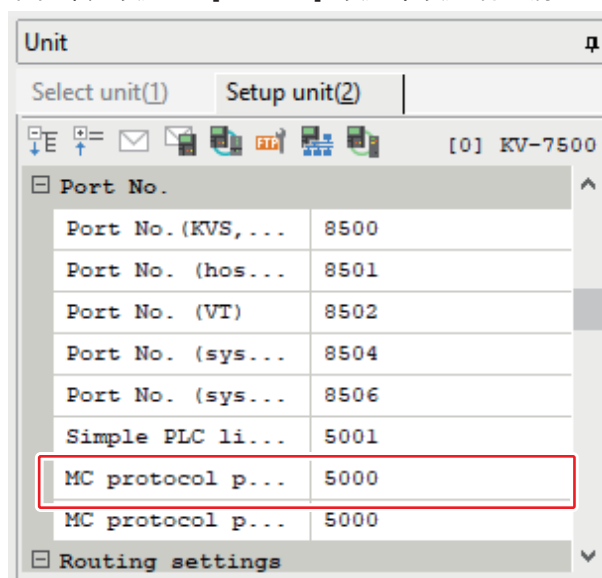 Unit
Select unit(1) Setup unit(2)
FTP [0] KV-7500
Port No.
Port No.(KVS,... 8500
Port No. (hos... 8501
Port No. (VT) 8502
Port No. (sys... 8504
Port No. (sys... 8506
Simple PLC li... 5001
MC protocol p... 5000
MC protocol p... 5000
Routing settings